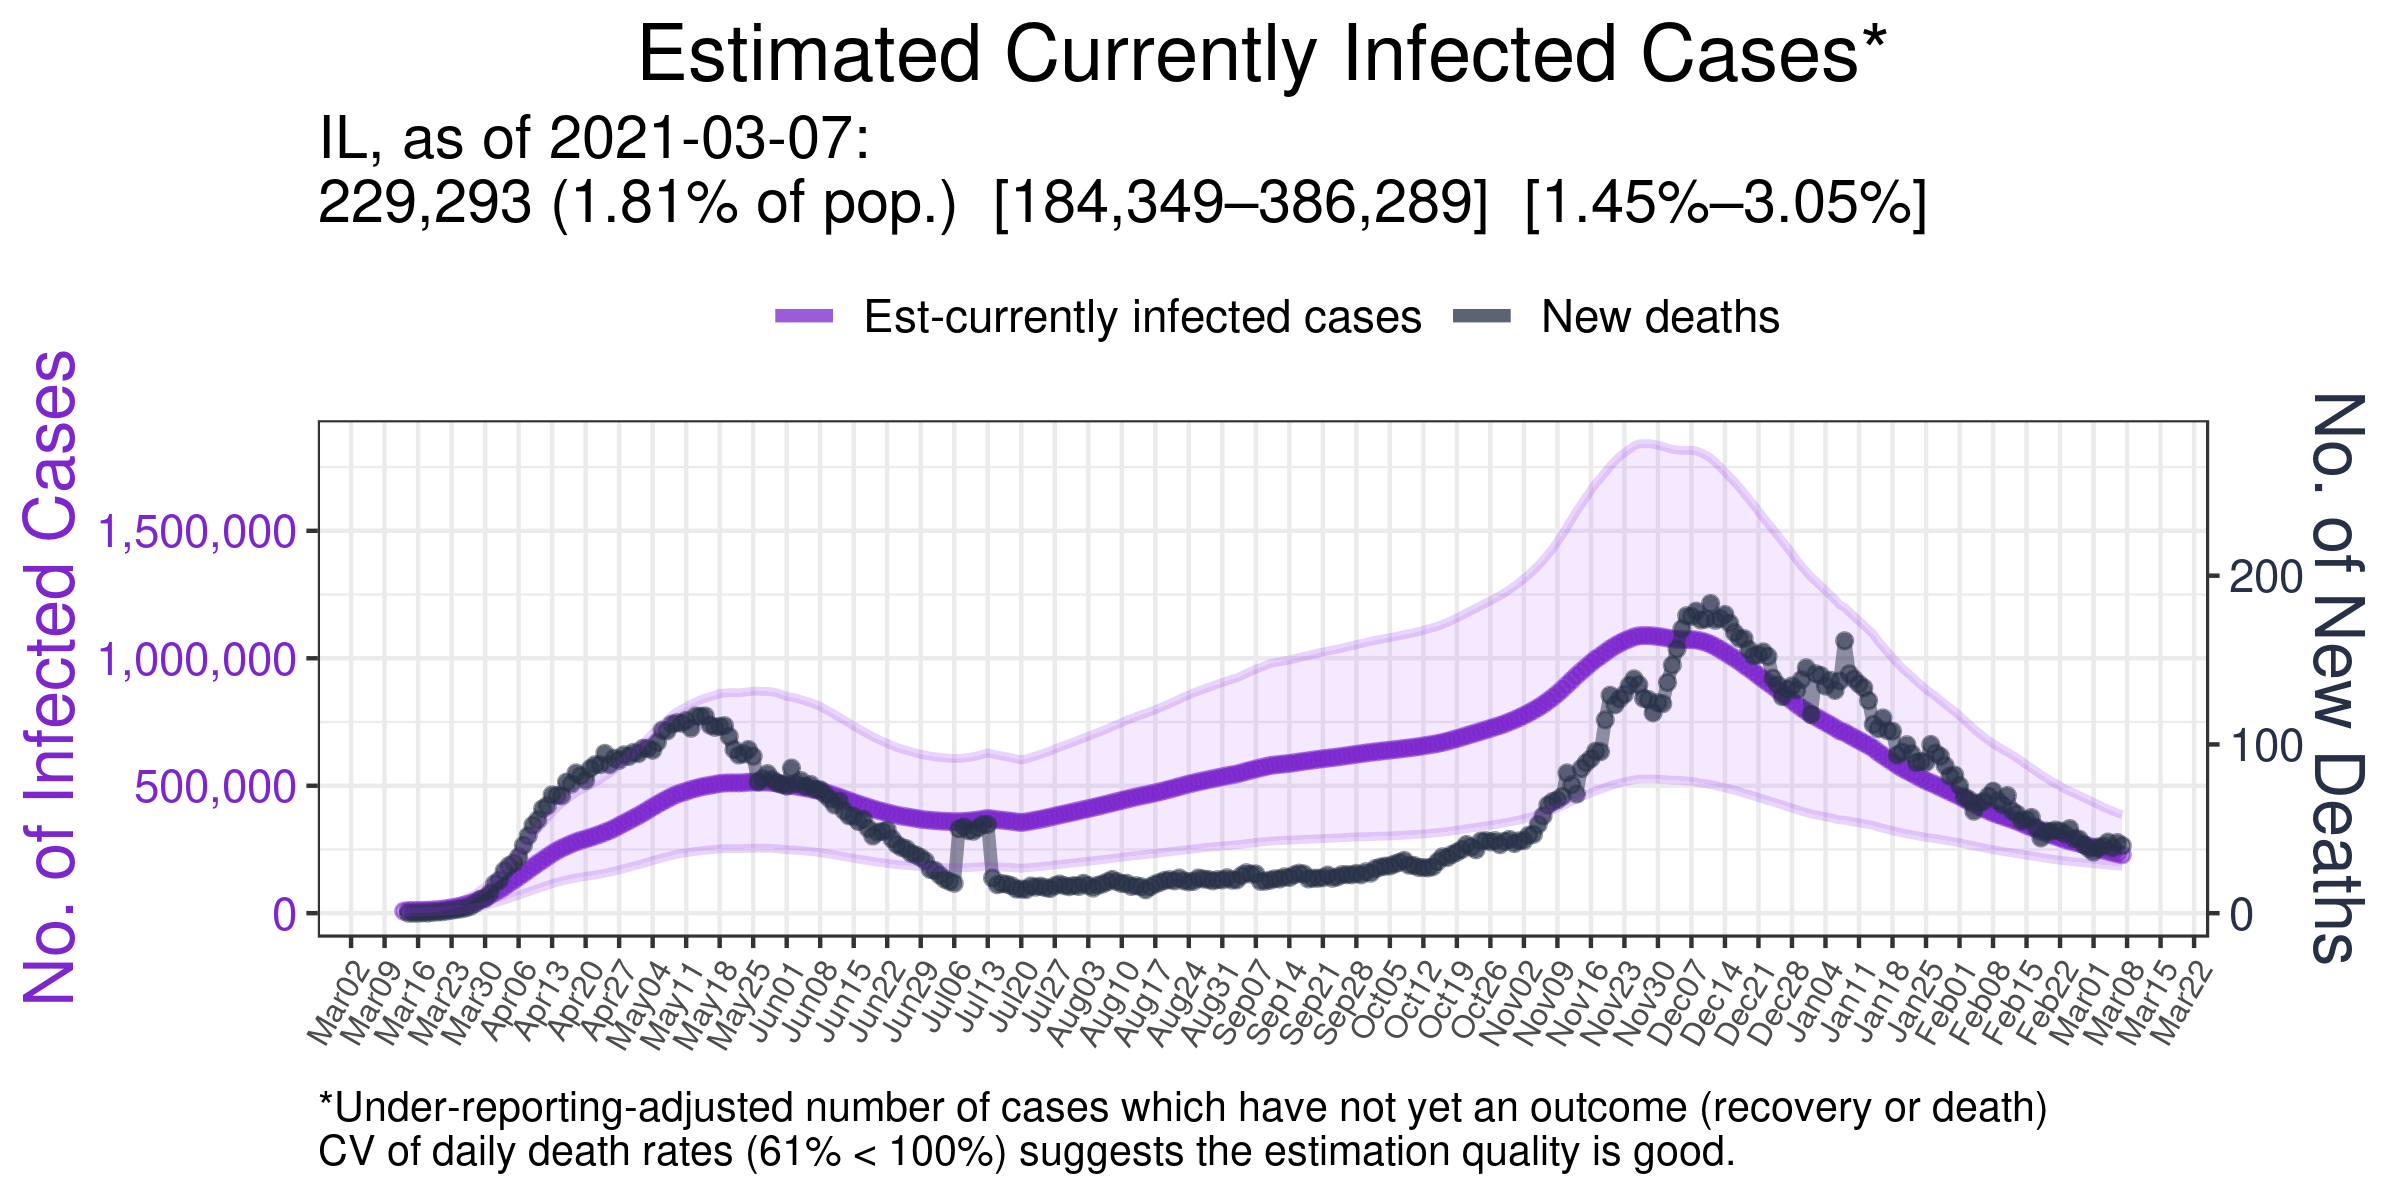 Estimated Currently Infected Cases*
IL, as of 2021-03-07:
229,293 (1.81% of pop.)  [184,349–386,289]  [1.45%–3.05%]
Est-currently infected cases
New deaths
No. of Infected Cases
1,500,000
1,000,000
500,000
0
No. of New Deaths
200
100
0
Mar02
Mar09
Mar16
Mar23
Mar30
Apr06
Apr13
Apr20
Apr27
May04
May11
May18
May25
Jun01
Jun08
Jun15
Jun22
Jun29
Jul06
Jul13
Jul20
Jul27
Aug03
Aug10
Aug17
Aug24
Aug31
Sep07
Sep14
Sep21
Sep28
Oct05
Oct12
Oct19
Oct26
Nov02
Nov09
Nov16
Nov23
Nov30
Dec07
Dec14
Dec21
Dec28
Jan04
Jan11
Jan18
Jan25
Feb01
Feb08
Feb15
Feb22
Mar01
Mar08
Mar15
Mar22
*Under-reporting-adjusted number of cases which have not yet an outcome (recovery or death)
CV of daily death rates (61% < 100%) suggests the estimation quality is good.